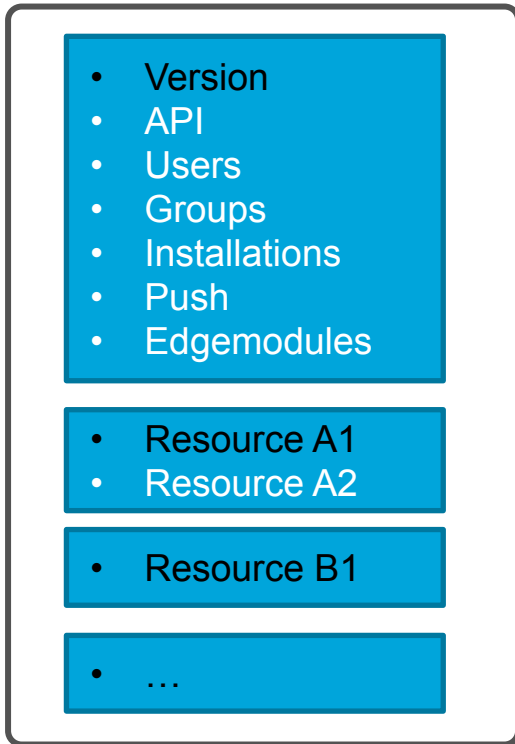 • Version
• API
• Users
• Groups
• Installations
• Push
• Edgemodules
• Resource A1
• Resource A2
• Resource B1
• …